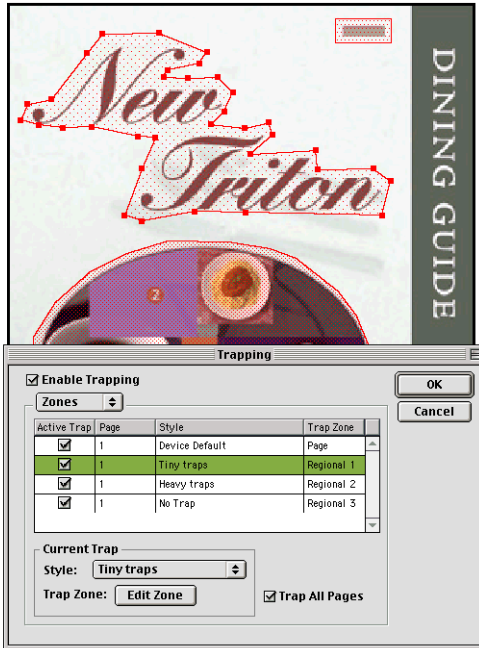 New
Triton
DINING GUIDE
2
Trapping
Enable Trapping
OK
Zones
Cancel
Active Trap Page Style Trap Zone
1 Device Default Page
1 Tiny traps Regional 1
1 Heavy traps Regional 2
1 No Trap Regional 3
Current Trap
Style: Tiny traps
Trap Zone: Edit Zone
Trap All Pages